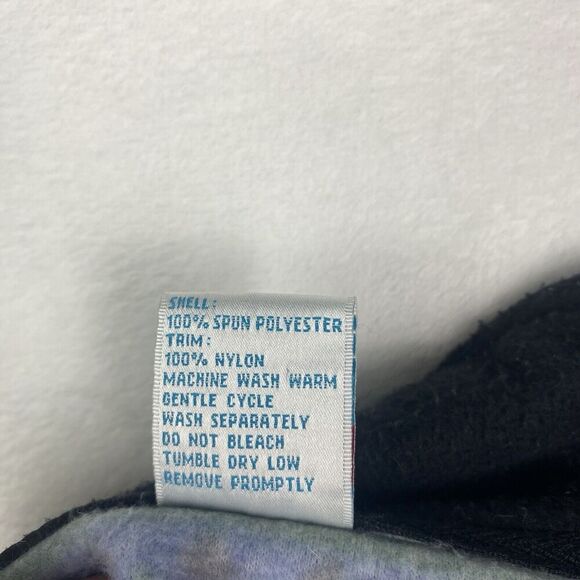 SHELL:
100% SPUN POLYESTER
TRIM:
100% NYLON
MACHINE WASH WARM
GENTLE CYCLE
WASH SEPARATELY
DO NOT BLEACH
TUMBLE DRY LOW
REMOVE PROMPTLY